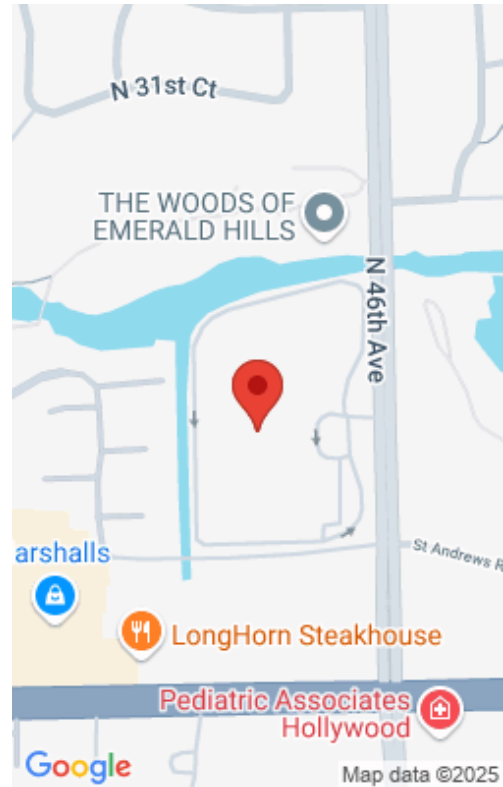 N 31st Ct
THE WOODS OF
EMERALD HILLS
N 46th Ave
arshalls
St Andrews R
LongHorn Steakhouse
Pediatric Associates
Hollywood
Google
Map data ©2025